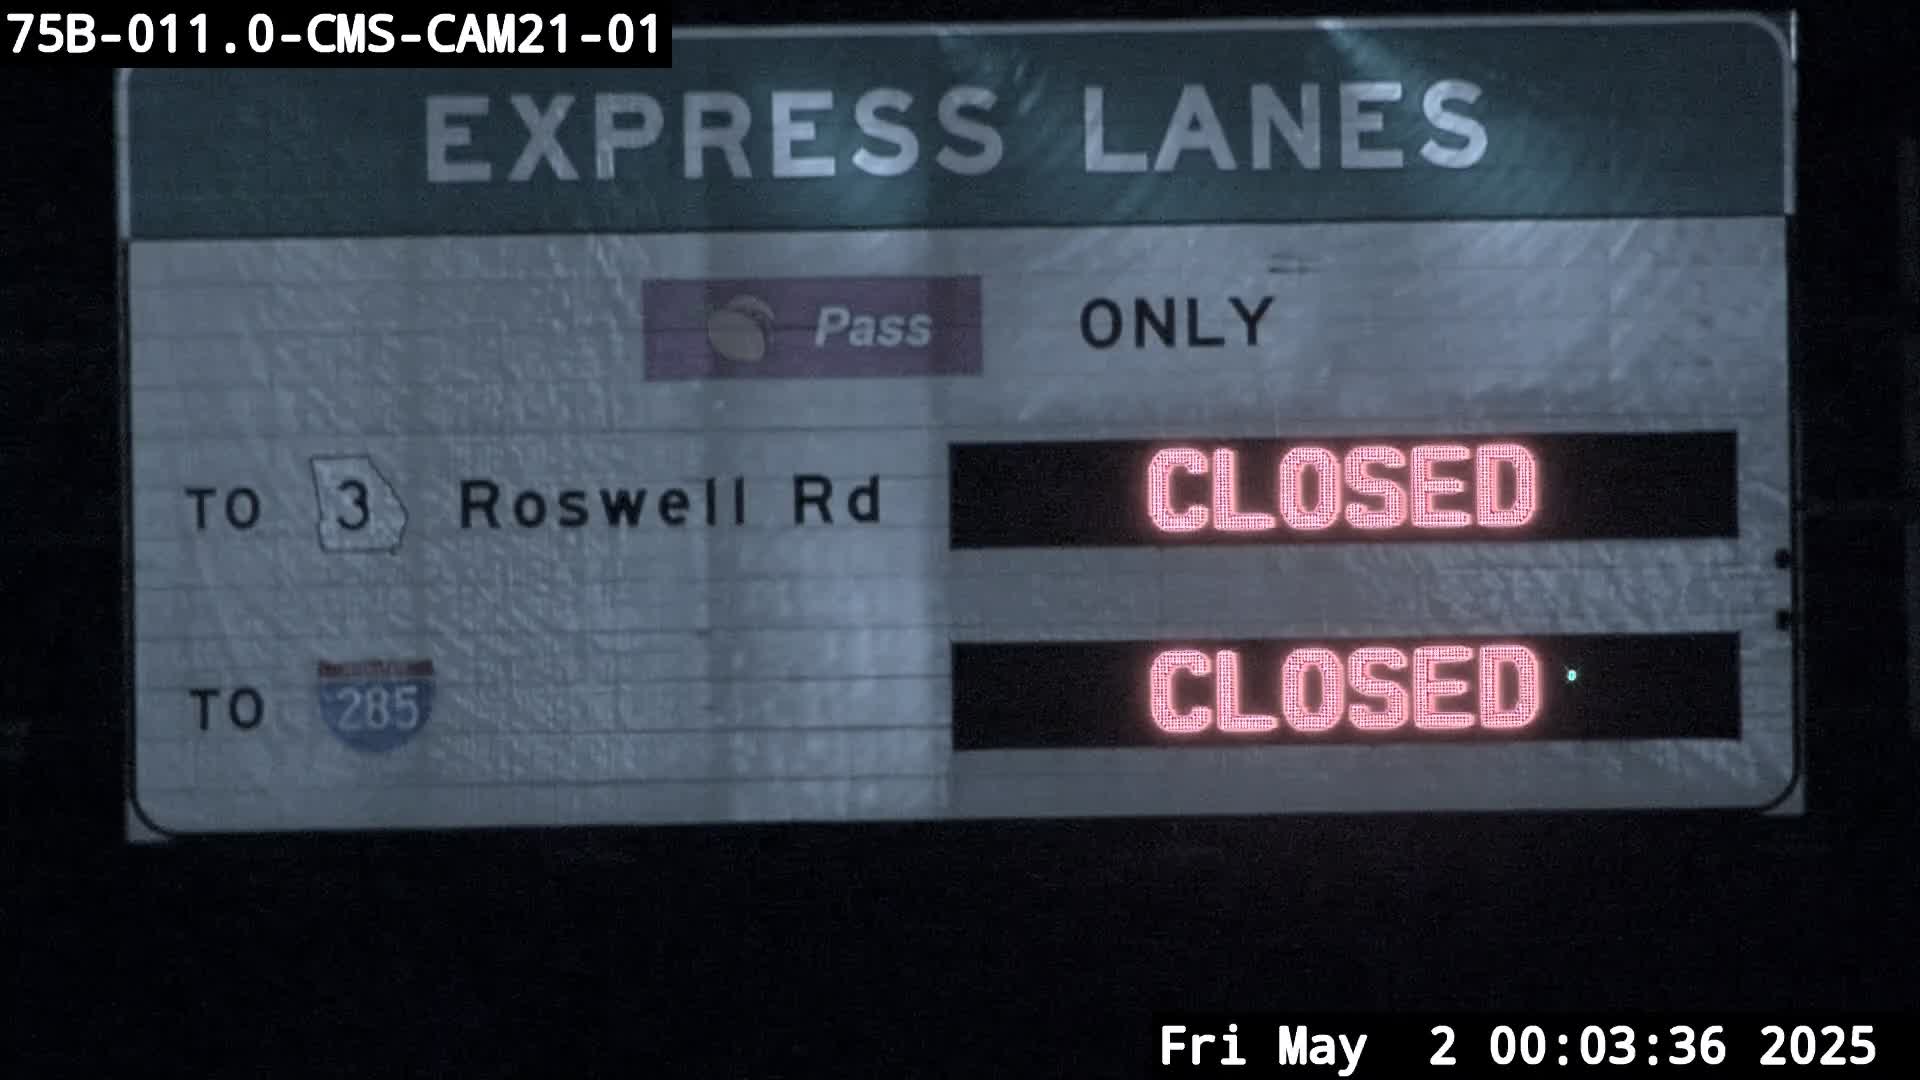 75B-011.0-CMS-CAM21-01
EXPRESS LANES
Pass ONLY
TO 3 Roswell Rd CLOSED
TO 285 CLOSED
Fri May 2 00:03:36 2025